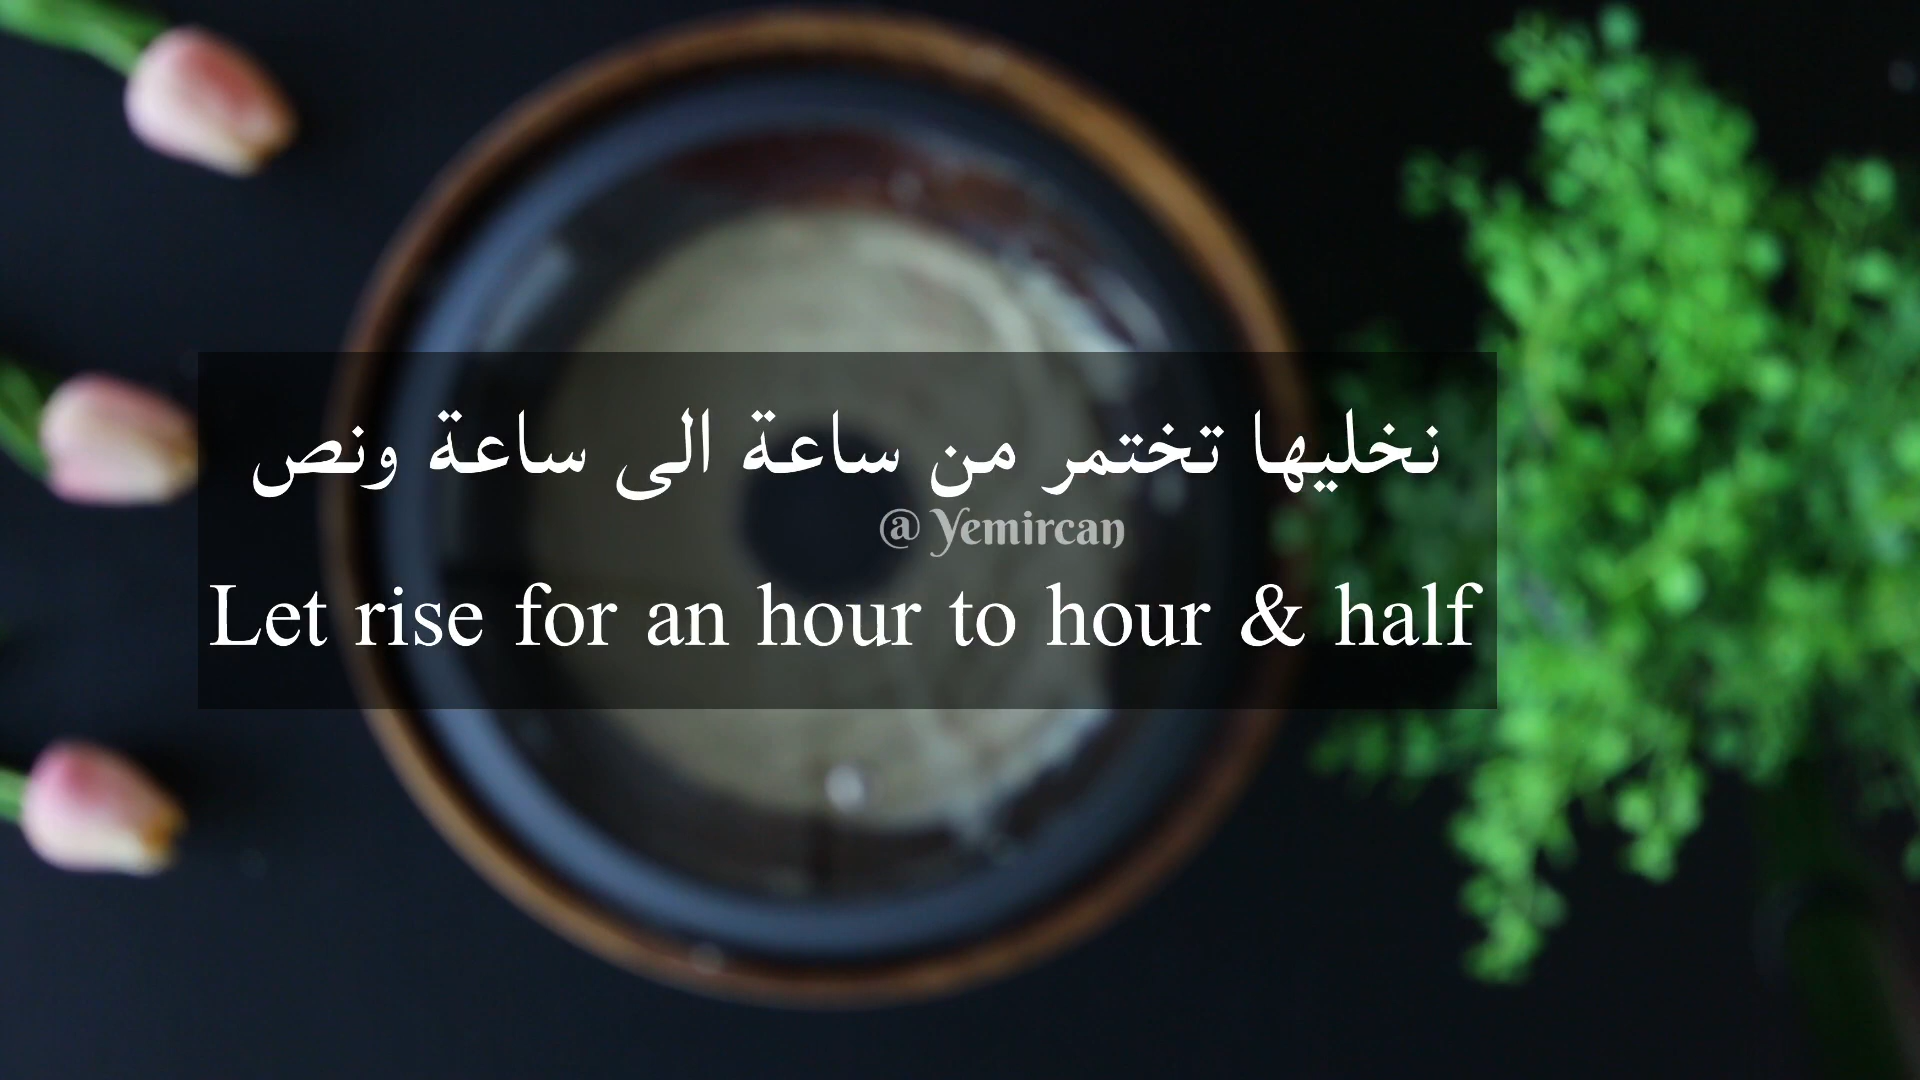 نخليها تختمر من ساعة الى ساعة ونص
@ Yemircan
Let rise for an hour to hour & half